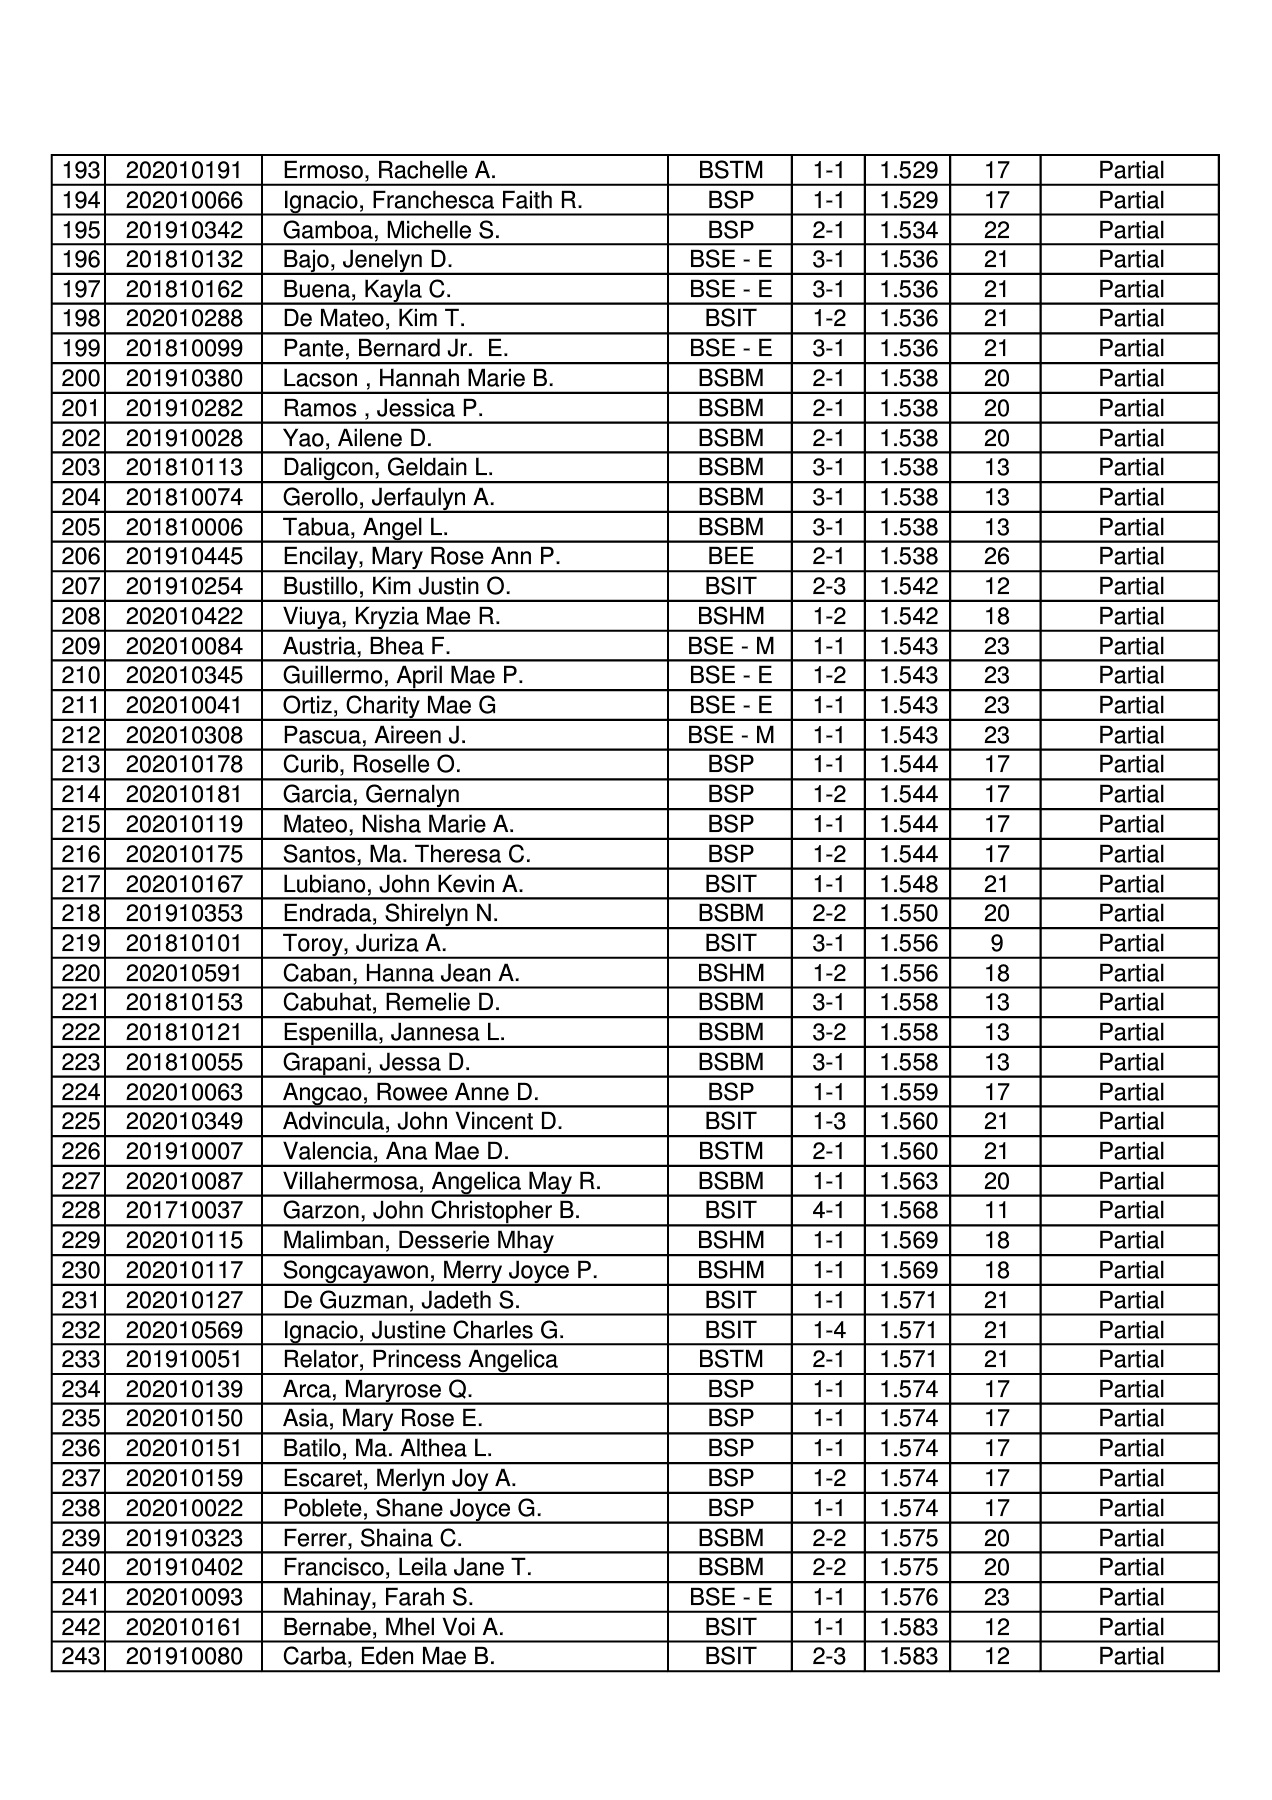 193 202010191 Ermoso, Rachelle A. BSTM 1-1 1.529 17 Partial
194 202010066 Ignacio, Franchesca Faith R. BSP 1-1 1.529 17 Partial
195 201910342 Gamboa, Michelle S. BSP 2-1 1.534 22 Partial
196 201810132 Bajo, Jenelyn D. BSE - E 3-1 1.536 21 Partial
197 201810162 Buena, Kayla C. BSE - E 3-1 1.536 21 Partial
198 202010288 De Mateo, Kim T. BSIT 1-2 1.536 21 Partial
199 201810099 Pante, Bernard Jr.  E. BSE - E 3-1 1.536 21 Partial
200 201910380 Lacson , Hannah Marie B. BSBM 2-1 1.538 20 Partial
201 201910282 Ramos , Jessica P. BSBM 2-1 1.538 20 Partial
202 201910028 Yao, Ailene D. BSBM 2-1 1.538 20 Partial
203 201810113 Daligcon, Geldain L. BSBM 3-1 1.538 13 Partial
204 201810074 Gerollo, Jerfaulyn A. BSBM 3-1 1.538 13 Partial
205 201810006 Tabua, Angel L. BSBM 3-1 1.538 13 Partial
206 201910445 Encilay, Mary Rose Ann P. BEE 2-1 1.538 26 Partial
207 201910254 Bustillo, Kim Justin O. BSIT 2-3 1.542 12 Partial
208 202010422 Viuya, Kryzia Mae R. BSHM 1-2 1.542 18 Partial
209 202010084 Austria, Bhea F. BSE - M 1-1 1.543 23 Partial
210 202010345 Guillermo, April Mae P. BSE - E 1-2 1.543 23 Partial
211 202010041 Ortiz, Charity Mae G BSE - E 1-1 1.543 23 Partial
212 202010308 Pascua, Aireen J. BSE - M 1-1 1.543 23 Partial
213 202010178 Curib, Roselle O. BSP 1-1 1.544 17 Partial
214 202010181 Garcia, Gernalyn BSP 1-2 1.544 17 Partial
215 202010119 Mateo, Nisha Marie A. BSP 1-1 1.544 17 Partial
216 202010175 Santos, Ma. Theresa C. BSP 1-2 1.544 17 Partial
217 202010167 Lubiano, John Kevin A. BSIT 1-1 1.548 21 Partial
218 201910353 Endrada, Shirelyn N. BSBM 2-2 1.550 20 Partial
219 201810101 Toroy, Juriza A. BSIT 3-1 1.556 9 Partial
220 202010591 Caban, Hanna Jean A. BSHM 1-2 1.556 18 Partial
221 201810153 Cabuhat, Remelie D. BSBM 3-1 1.558 13 Partial
222 201810121 Espenilla, Jannesa L. BSBM 3-2 1.558 13 Partial
223 201810055 Grapani, Jessa D. BSBM 3-1 1.558 13 Partial
224 202010063 Angcao, Rowee Anne D. BSP 1-1 1.559 17 Partial
225 202010349 Advincula, John Vincent D. BSIT 1-3 1.560 21 Partial
226 201910007 Valencia, Ana Mae D. BSTM 2-1 1.560 21 Partial
227 202010087 Villahermosa, Angelica May R. BSBM 1-1 1.563 20 Partial
228 201710037 Garzon, John Christopher B. BSIT 4-1 1.568 11 Partial
229 202010115 Malimban, Desserie Mhay BSHM 1-1 1.569 18 Partial
230 202010117 Songcayawon, Merry Joyce P. BSHM 1-1 1.569 18 Partial
231 202010127 De Guzman, Jadeth S. BSIT 1-1 1.571 21 Partial
232 202010569 Ignacio, Justine Charles G. BSIT 1-4 1.571 21 Partial
233 201910051 Relator, Princess Angelica BSTM 2-1 1.571 21 Partial
234 202010139 Arca, Maryrose Q. BSP 1-1 1.574 17 Partial
235 202010150 Asia, Mary Rose E. BSP 1-1 1.574 17 Partial
236 202010151 Batilo, Ma. Althea L. BSP 1-1 1.574 17 Partial
237 202010159 Escaret, Merlyn Joy A. BSP 1-2 1.574 17 Partial
238 202010022 Poblete, Shane Joyce G. BSP 1-1 1.574 17 Partial
239 201910323 Ferrer, Shaina C. BSBM 2-2 1.575 20 Partial
240 201910402 Francisco, Leila Jane T. BSBM 2-2 1.575 20 Partial
241 202010093 Mahinay, Farah S. BSE - E 1-1 1.576 23 Partial
242 202010161 Bernabe, Mhel Voi A. BSIT 1-1 1.583 12 Partial
243 201910080 Carba, Eden Mae B. BSIT 2-3 1.583 12 Partial